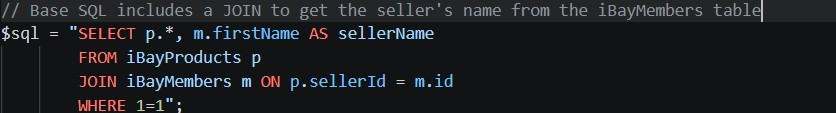 // Base SQL includes a JOIN to get the seller's name from the iBayMembers table
$sql = "SELECT p.*, m.firstName AS sellerName
FROM iBayProducts p
JOIN iBayMembers m ON p.sellerId = m.id
WHERE 1=1";